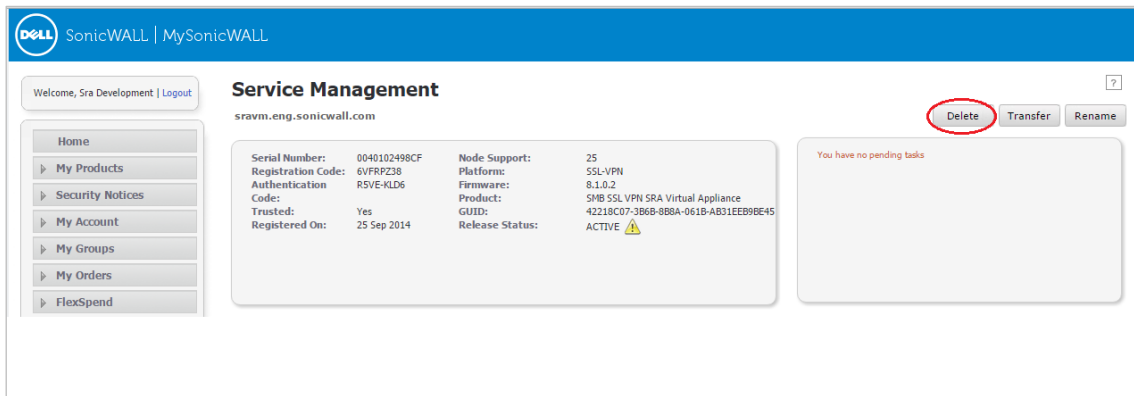 DELL SonicWALL | MySonicWALL
Welcome, Sra Development | Logout
Home
My Products
Security Notices
My Account
My Groups
My Orders
FlexSpend
Service Management
?
sravm.eng.sonicwall.com
Delete Transfer Rename
Serial Number: 0040102498CF Node Support: 25
Registration Code: 6VFRPZ38 Platform: SSL-VPN
Authentication Code: R5VE-KLD6 Firmware: 8.1.0.2
Product: SMB SSL VPN SRA Virtual Appliance
Trusted: Yes GUID: 42218C07-3B6B-8B8A-061B-AB31EEB9BE45
Registered On: 25 Sep 2014 Release Status: ACTIVE
You have no pending tasks